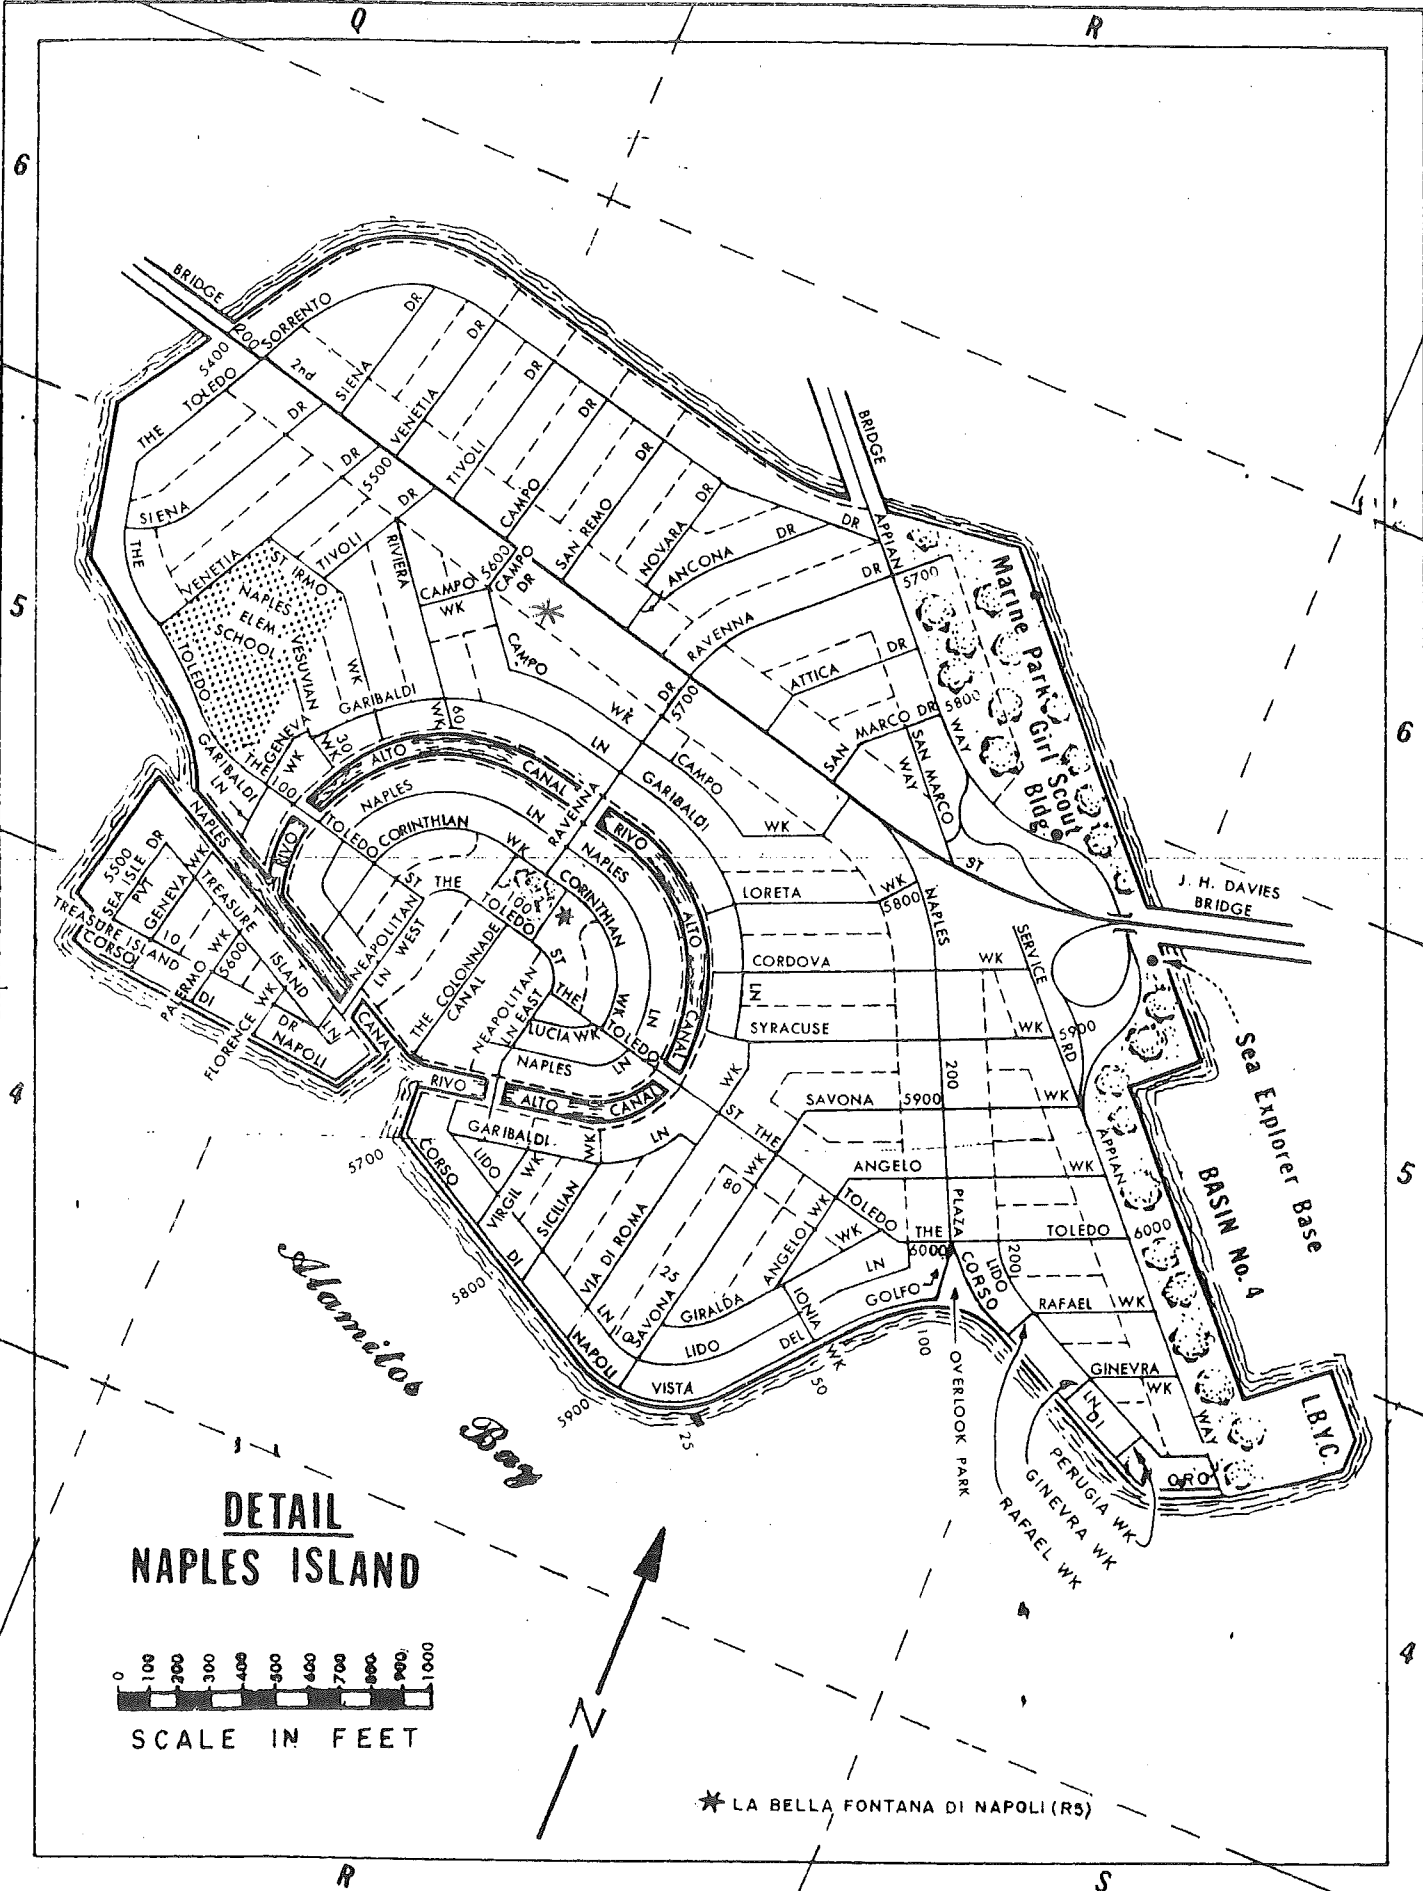 Q
R
6
5
4
6
5
4
R
S
BRIDGE
200
SORRENTO
DR
5400
2nd
THE TOLEDO
SIENA
DR
VENETIA
DR
TIVOLI
DR
CAMPO
DR
SAN REMO
DR
NOVARA
DR
ANCONA
DR
DR
RAVENNA
DR
BRIDGE
APPIAN
5700
ATTICA
DR
SAN MARCO DR
5800
WAY
SAN MARCO
WAY
ST
Marine Park
Girl Scout
Bldg.
J. H. DAVIES
BRIDGE
SIENA
DR
THE
VENETIA
DR
5500
TIVOLI
DR
ST IRMO
WK
RIVIERA
CAMPO
WK
5600
CAMPO
DR
NAPLES
ELEM.
SCHOOL
VESUVIAN
WK
TOLEDO
GARIBALDI
LN
GENEVA
WK
THE
100
30
60
WK
GARIBALDI
LN
CAMPO
WK
DR
5700
GARIBALDI
CAMPO
WK
ALTO
CANAL
NAPLES
LN
RAVENNA
CORINTHIAN
WK
TOLEDO
ST
THE
TOLEDO
ST
THE
TOLEDO
100
RIVO
NAPLES
CORINTHIAN
WK
LN
RIVO
ALTO
CANAL
NEAPOLITAN
LN WEST
THE COLONNADE
CANAL
NEAPOLITAN
LN EAST
LUCIA WK
NAPLES
LN
RIVO
ALTO
CANAL
CANAL
NAPLES
5500
SEA ISLE DR
PVT
GENEVA WK
10
TREASURE ISLAND
TREASURE
ISLAND
LN
CORSO
DI
NAPOLI
PALERMO
WK
5600
FLORENCE
WK
DR
LORETA
WK
5800
NAPLES
CORDOVA
WK
LN
SERVICE
RD
SYRACUSE
WK
5900
200
SAVONA
5900
WK
APPIAN
WAY
Sea Explorer Base
BASIN No. 4
ANGELO
WK
PLAZA
TOLEDO
6000
THE
6000
GARIBALDI
LN
WK
5700
CORSO
DI
NAPOLI
LIDO
VIRGIL
WK
SICILIAN
WK
VIA DI ROMA
LN
10
SAVONA
25
80
WK
ST
THE
TOLEDO
ANGELO
WK
WK
GIRALDA
LN
LIDO
IONIA
WK
VISTA
DEL
GOLFO
5800
5900
25
50
100
200
LIDO
CORSO
RAFAEL
WK
GINEVRA
WK
LN
DI
ORO
L.B.Y.C.
OVERLOOK PARK
PERUGIA WK
GINEVRA WK
RAFAEL WK
Alamitos Bay
DETAIL
NAPLES ISLAND
0 100 200 300 400 500 600 700 800 900 1000
SCALE IN FEET
N
LA BELLA FONTANA DI NAPOLI (R5)